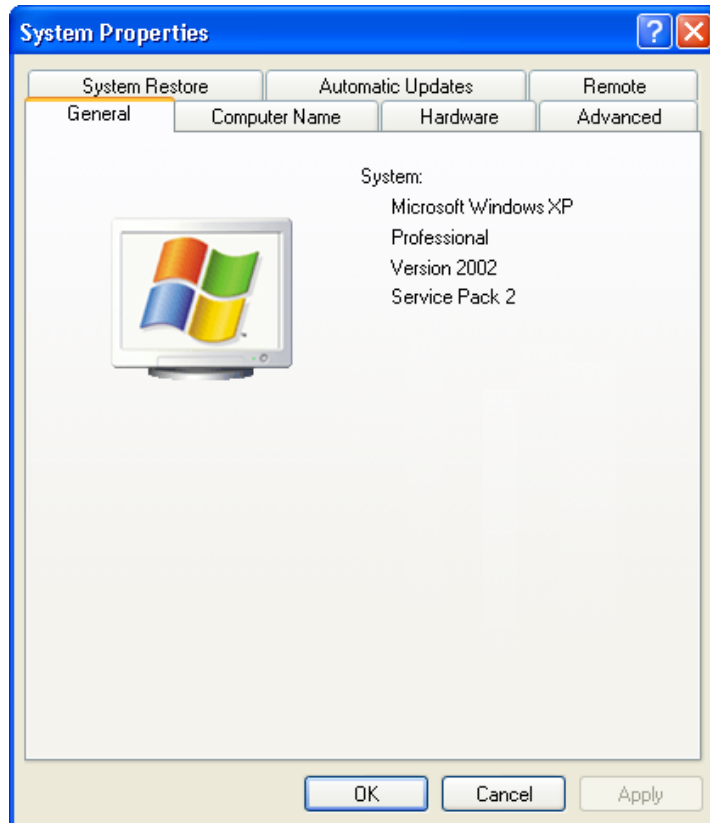 System Properties
System Restore Automatic Updates Remote
General Computer Name Hardware Advanced
System:
Microsoft Windows XP
Professional
Version 2002
Service Pack 2
OK Cancel Apply